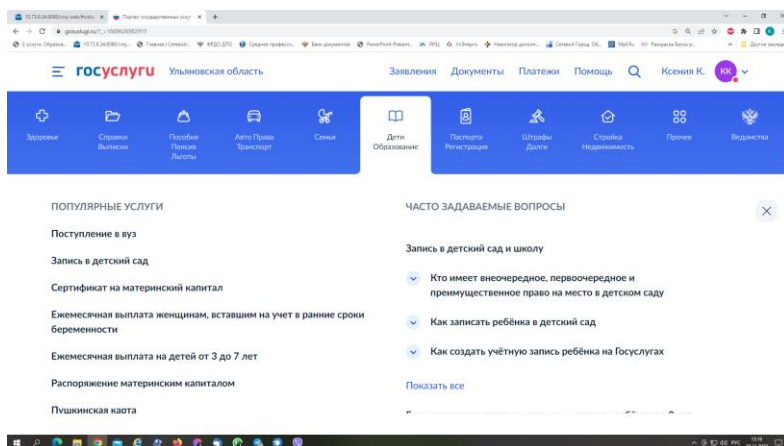 Портал государственных услуг
госуслуги
Ульяновская область
Заявления
Документы
Платежи
Помощь
Ксения К.
КК
Здоровье
Справки
Выписки
Пособия
Пенсия
Льготы
Авто Права
Транспорт
Семья
Дети
Образование
Паспорта
Регистрация
Штрафы
Долги
Стройка
Недвижимость
Прочее
Ведомства
ПОПУЛЯРНЫЕ УСЛУГИ
Поступление в вуз
Запись в детский сад
Сертификат на материнский капитал
Ежемесячная выплата женщинам, вставшим на учет в ранние сроки
беременности
Ежемесячная выплата на детей от 3 до 7 лет
Распоряжение материнским капиталом
Пушкинская карта
ЧАСТО ЗАДАВАЕМЫЕ ВОПРОСЫ
Запись в детский сад и школу
Кто имеет внеочередное, первоочередное и
преимущественное право на место в детском саду
Как записать ребёнка в детский сад
Как создать учётную запись ребёнка на Госуслугах
Показать все